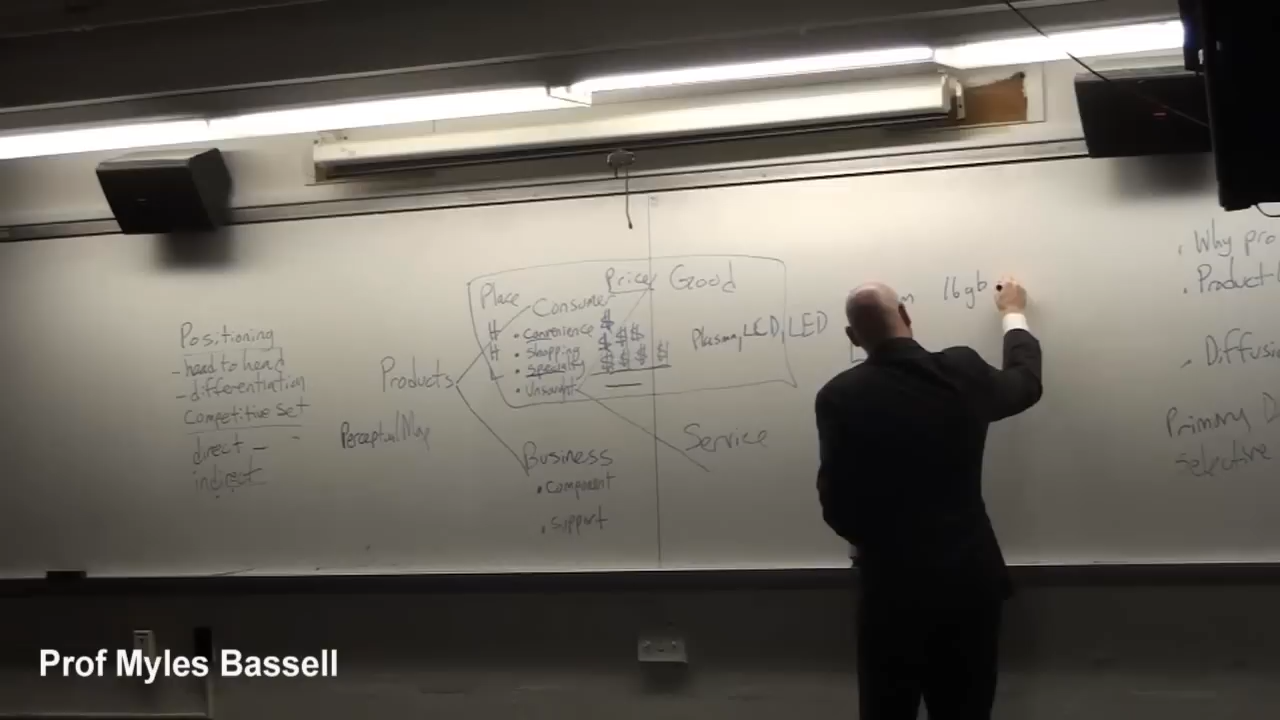 Positioning
- head to head
- differentiation
Competitive Set
direct -
indirect
Perceptual Map
Products
Place
H
H
L
Consumer
• Convenience
• Shopping
• Specialty
• Unsought
Price
$
$ $ $
$ $ $ $
Good
Plasma, LCD, LED
Service
Business
• Component
• Support
16gb
• Why pro
• Product
Diffusi
Primary D
Selective
Prof Myles Bassell